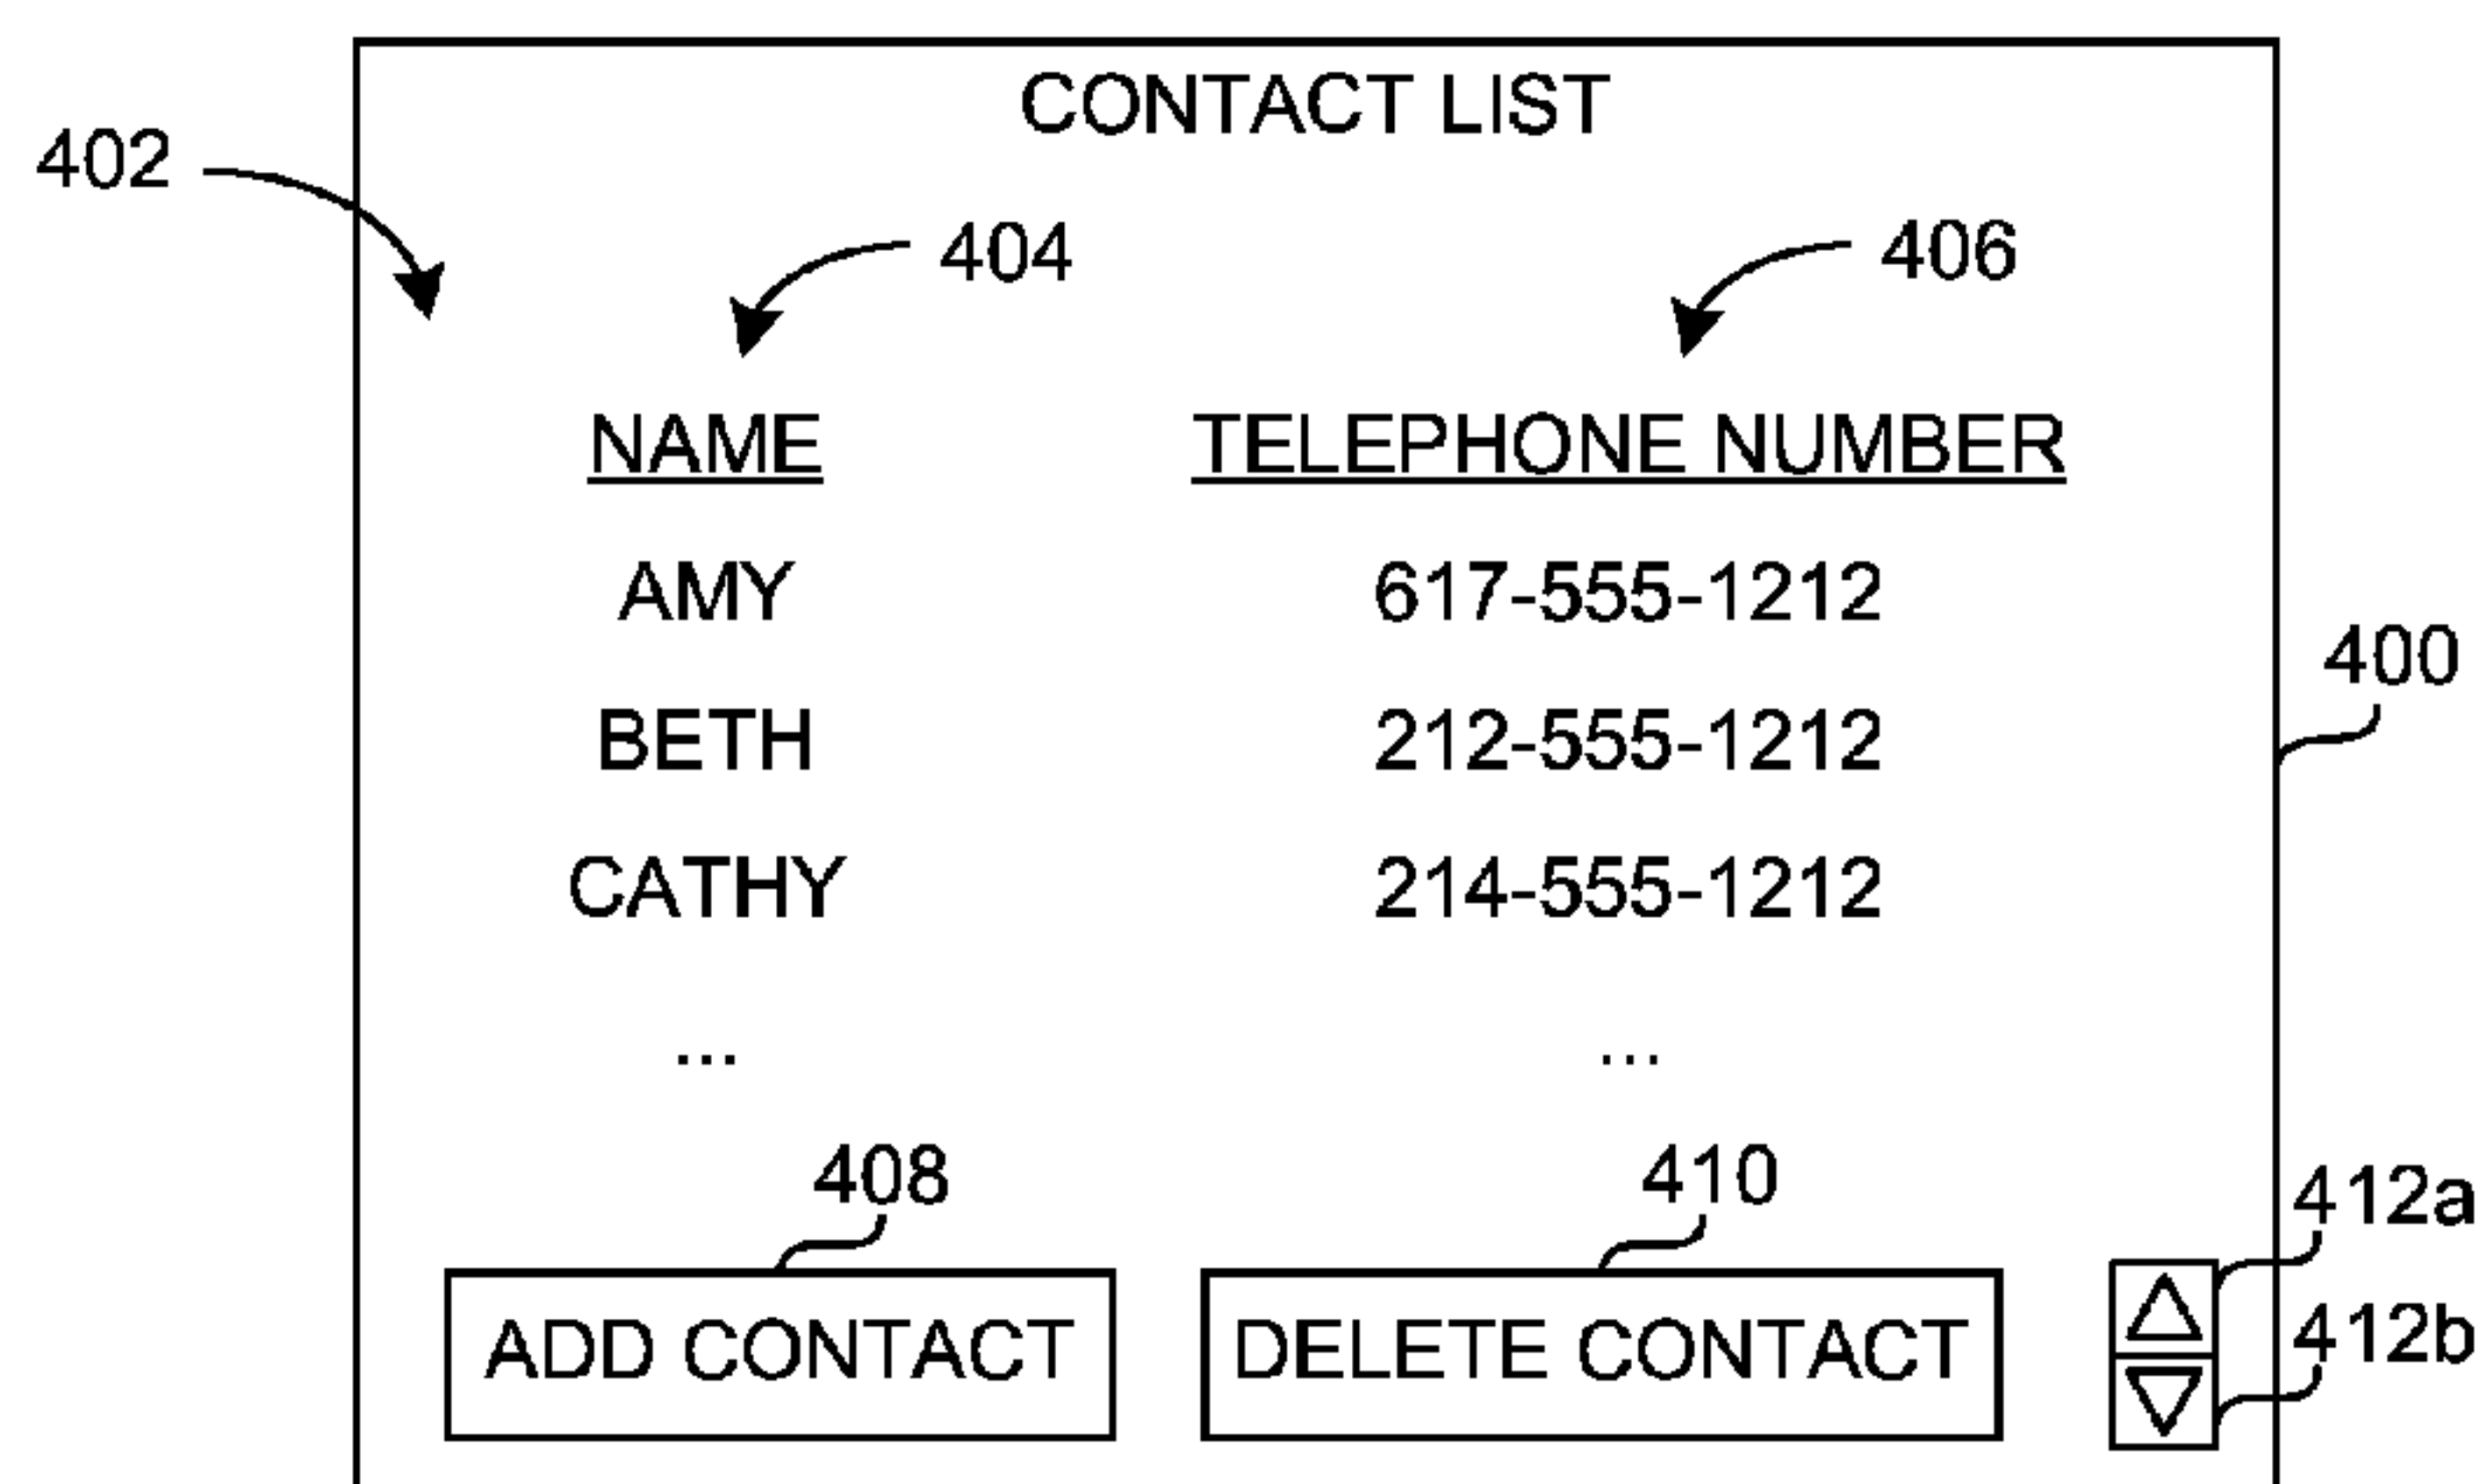 CONTACT LIST
402
404 406
NAME TELEPHONE NUMBER
AMY 617-555-1212
400
BETH 212-555-1212
CATHY 214-555-1212
... ...
408 410
412a
ADD CONTACT DELETE CONTACT
412b